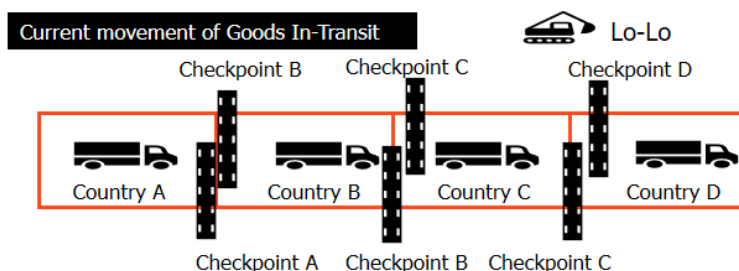 Current movement of Goods In-Transit
Lo-Lo
Checkpoint B
Checkpoint C
Checkpoint D
Country A
Country B
Country C
Country D
Checkpoint A
Checkpoint B
Checkpoint C